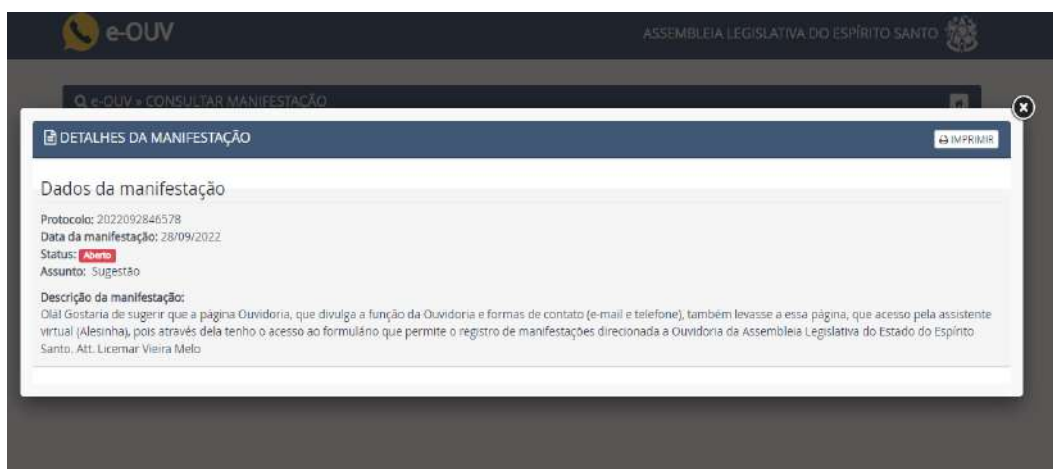 e-OUV
ASSEMBLEIA LEGISLATIVA DO ESPÍRITO SANTO
e-OUV » CONSULTAR MANIFESTAÇÃO
DETALHES DA MANIFESTAÇÃO
IMPRIMIR
Dados da manifestação
Protocolo: 2022092846578
Data da manifestação: 28/09/2022
Status: Aberto
Assunto: Sugestão
Descrição da manifestação:
Olá! Gostaria de sugerir que a página Ouvidoria, que divulga a função da Ouvidoria e formas de contato (e-mail e telefone), também levasse a essa página, que acesso pela assistente
virtual (Alesinha), pois através dela tenho o acesso ao formulário que permite o registro de manifestações direcionada a Ouvidoria da Assembleia Legislativa do Estado do Espírito
Santo. Att. Licemar Vieira Melo